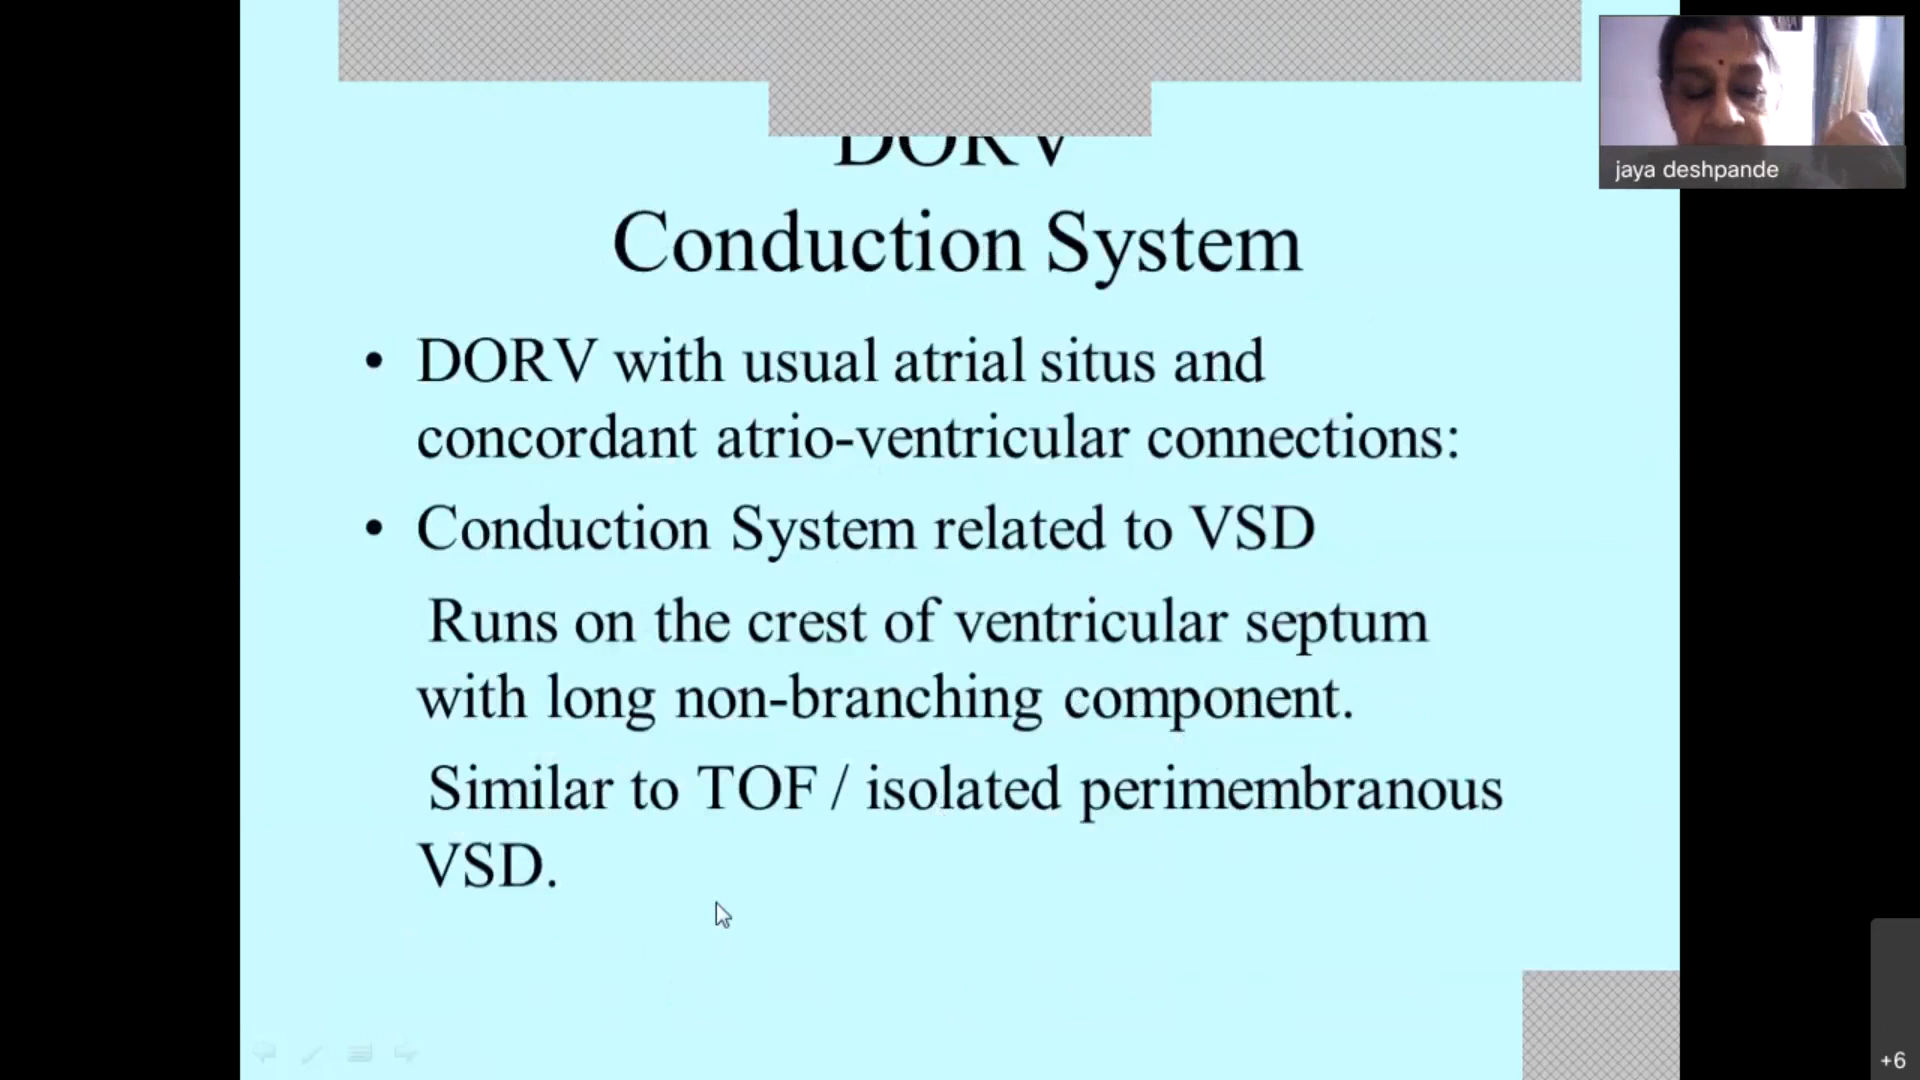 jaya deshpande
DORV
Conduction System
• DORV with usual atrial situs and
concordant atrio-ventricular connections:
• Conduction System related to VSD
Runs on the crest of ventricular septum
with long non-branching component.
Similar to TOF / isolated perimembranous
VSD.
+6